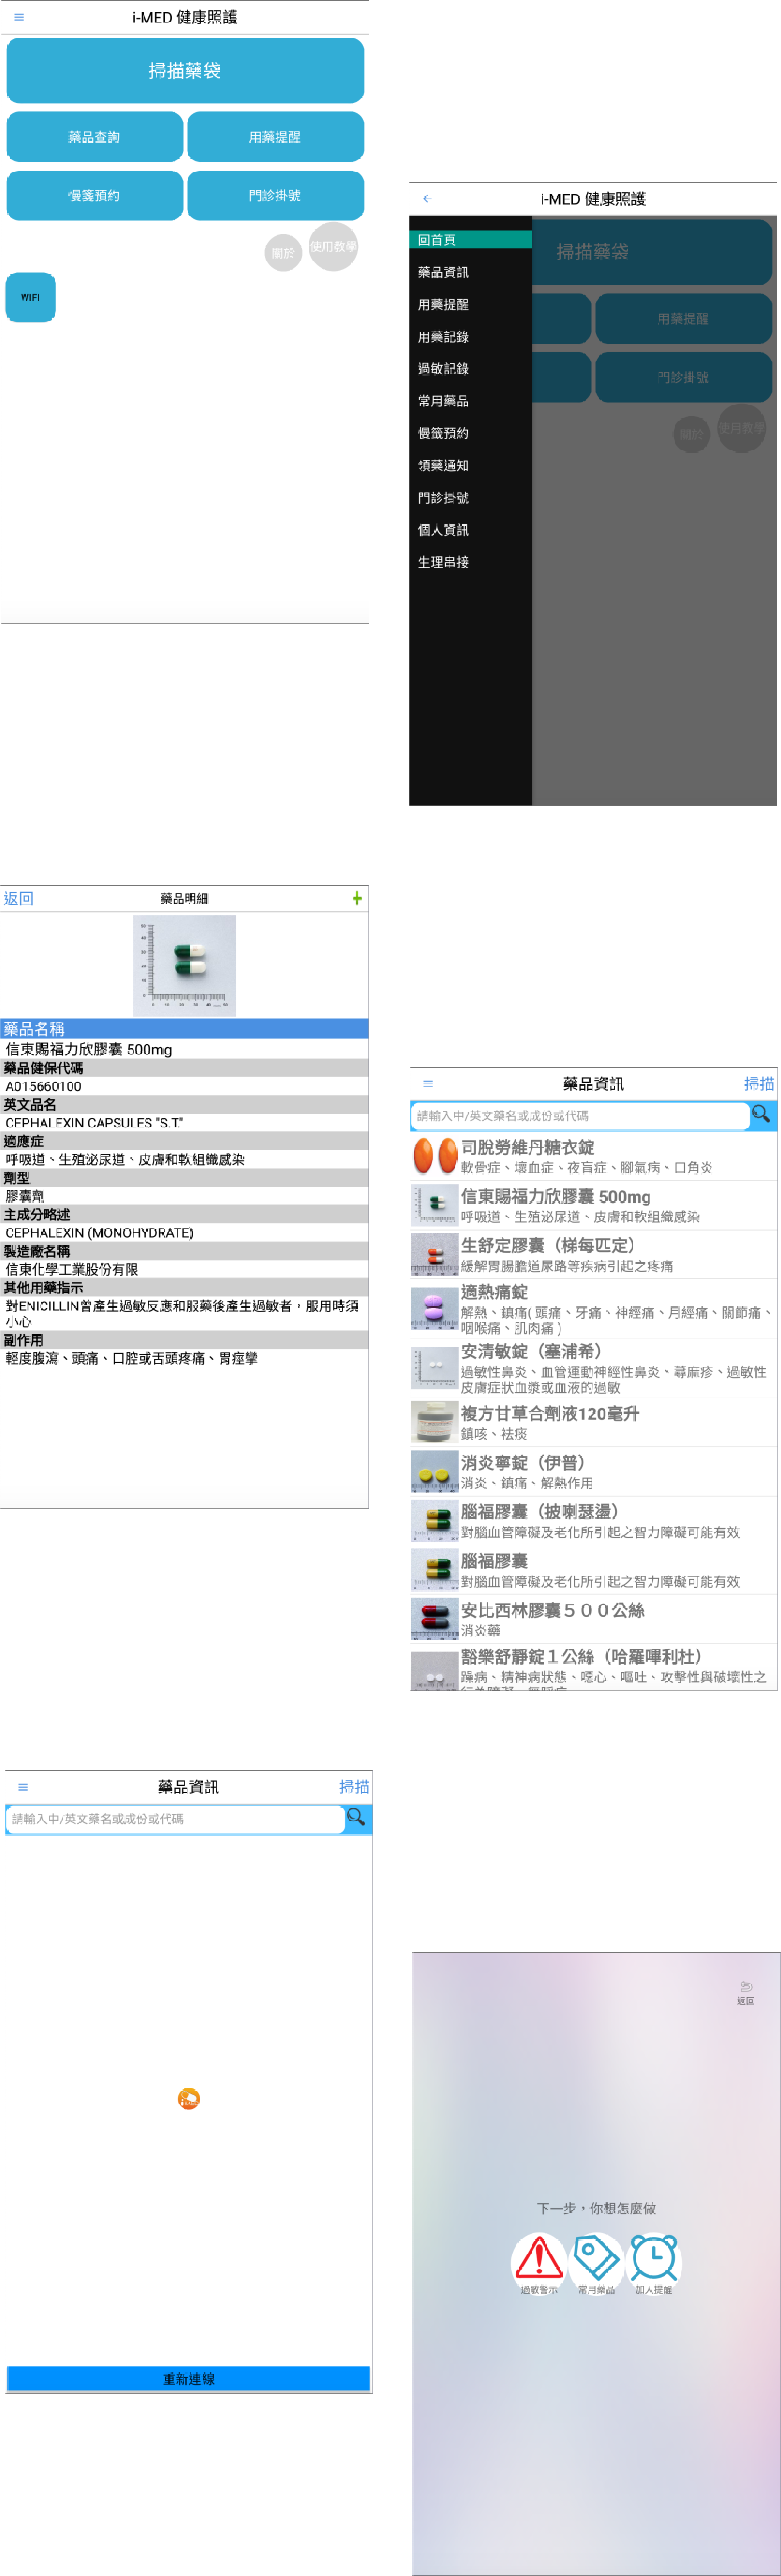 i-MED 健康照護
掃描藥袋
藥品查詢
用藥提醒
慢箋預約
門診掛號
關於
使用教學
WIFI
i-MED 健康照護
回首頁
掃描藥袋
藥品資訊
用藥提醒
用藥提醒
用藥記錄
過敏記錄
門診掛號
常用藥品
關於
使用教學
慢籤預約
領藥通知
門診掛號
個人資訊
生理串接
返回
藥品明細
藥品名稱
信東賜福力欣膠囊 500mg
藥品健保代碼
A015660100
英文品名
CEPHALEXIN CAPSULES "S.T."
適應症
呼吸道、生殖泌尿道、皮膚和軟組織感染
劑型
膠囊劑
主成分略述
CEPHALEXIN (MONOHYDRATE)
製造廠名稱
信東化學工業股份有限
其他用藥指示
對ENICILLIN曾產生過敏反應和服藥後產生過敏者，服用時須
小心
副作用
輕度腹瀉、頭痛、口腔或舌頭疼痛、胃痙攣
藥品資訊
掃描
請輸入中/英文藥名或成份或代碼
司脫勞維丹糖衣錠
軟骨症、壞血症、夜盲症、腳氣病、口角炎
信東賜福力欣膠囊 500mg
呼吸道、生殖泌尿道、皮膚和軟組織感染
生舒定膠囊（梯每匹定）
緩解胃腸膽道尿路等疾病引起之疼痛
適熱痛錠
解熱、鎮痛( 頭痛、牙痛、神經痛、月經痛、關節痛、
咽喉痛、肌肉痛 )
安清敏錠（塞浦希）
過敏性鼻炎、血管運動神經性鼻炎、蕁麻疹、過敏性
皮膚症狀血漿或血液的過敏
複方甘草合劑液120毫升
鎮咳、袪痰
消炎寧錠（伊普）
消炎、鎮痛、解熱作用
腦福膠囊（披喇瑟盪）
對腦血管障礙及老化所引起之智力障礙可能有效
腦福膠囊
對腦血管障礙及老化所引起之智力障礙可能有效
安比西林膠囊５００公絲
消炎藥
豁樂舒靜錠１公絲（哈羅嗶利杜）
躁病、精神病狀態、噁心、嘔吐、攻擊性與破壞性之
藥品資訊
掃描
請輸入中/英文藥名或成份或代碼
重新連線
返回
下一步，你想怎麼做
過敏警示
常用藥品
加入提醒